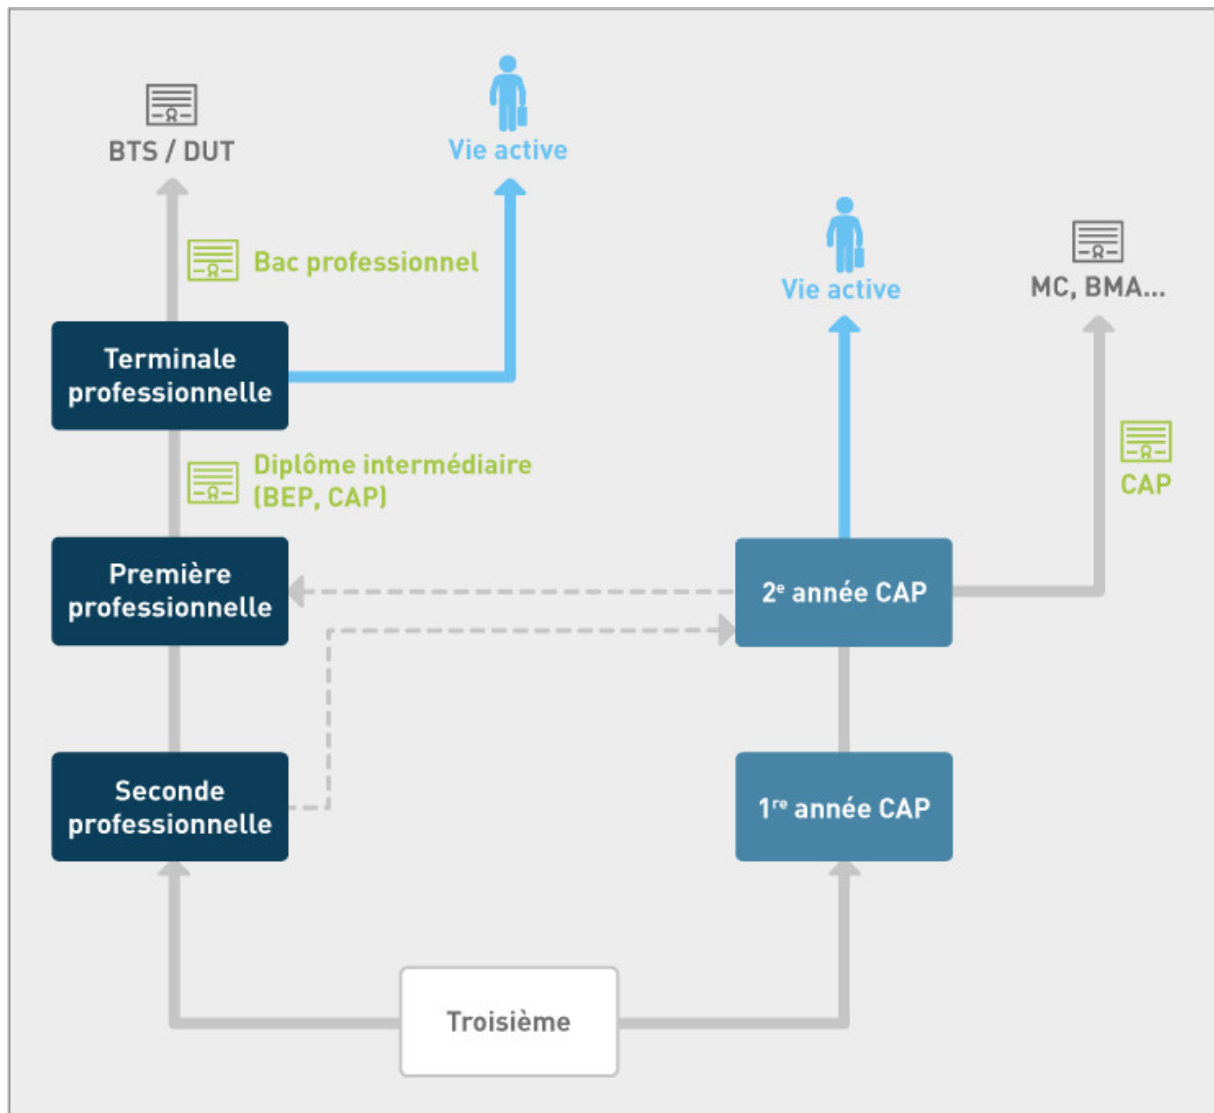 BTS / DUT
Vie active
Bac professionnel
Vie active
MC, BMA...
Terminale
professionnelle
Diplôme intermédiaire
(BEP, CAP)
CAP
Première
professionnelle
2e année CAP
Seconde
professionnelle
1re année CAP
Troisième